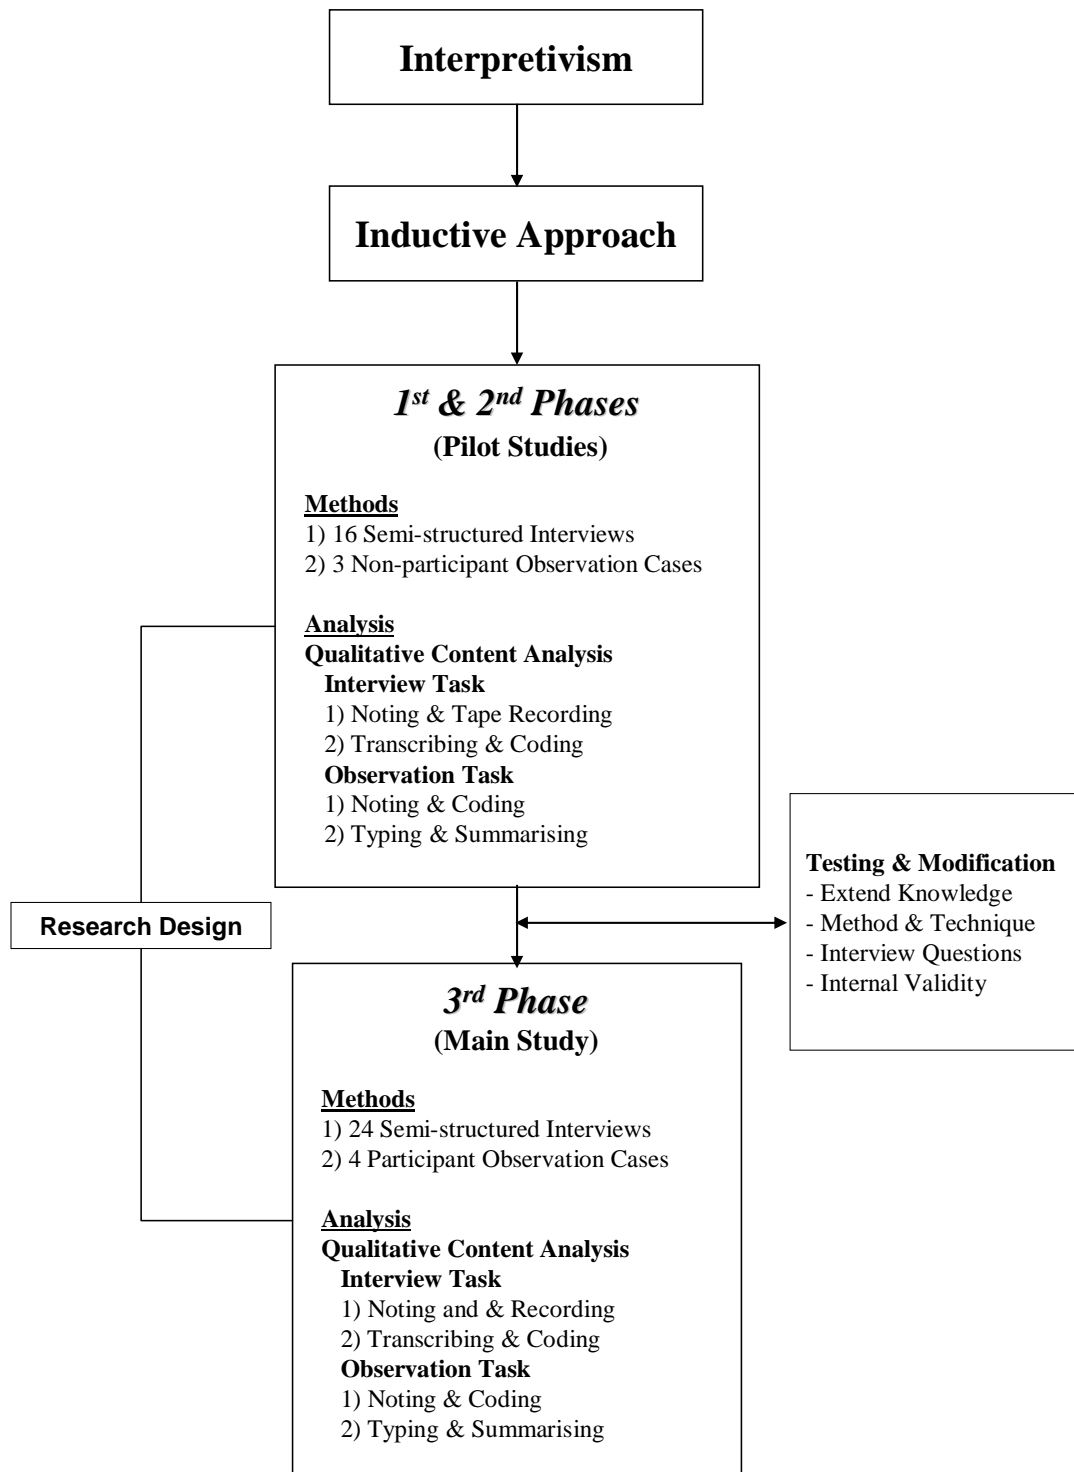 Interpretivism
Inductive Approach
1st & 2nd Phases
(Pilot Studies)
Methods
1) 16 Semi-structured Interviews
2) 3 Non-participant Observation Cases
Analysis
Qualitative Content Analysis
Interview Task
1) Noting & Tape Recording
2) Transcribing & Coding
Observation Task
1) Noting & Coding
2) Typing & Summarising
Testing & Modification
- Extend Knowledge
- Method & Technique
- Interview Questions
- Internal Validity
Research Design
3rd Phase
(Main Study)
Methods
1) 24 Semi-structured Interviews
2) 4 Participant Observation Cases
Analysis
Qualitative Content Analysis
Interview Task
1) Noting and & Recording
2) Transcribing & Coding
Observation Task
1) Noting & Coding
2) Typing & Summarising